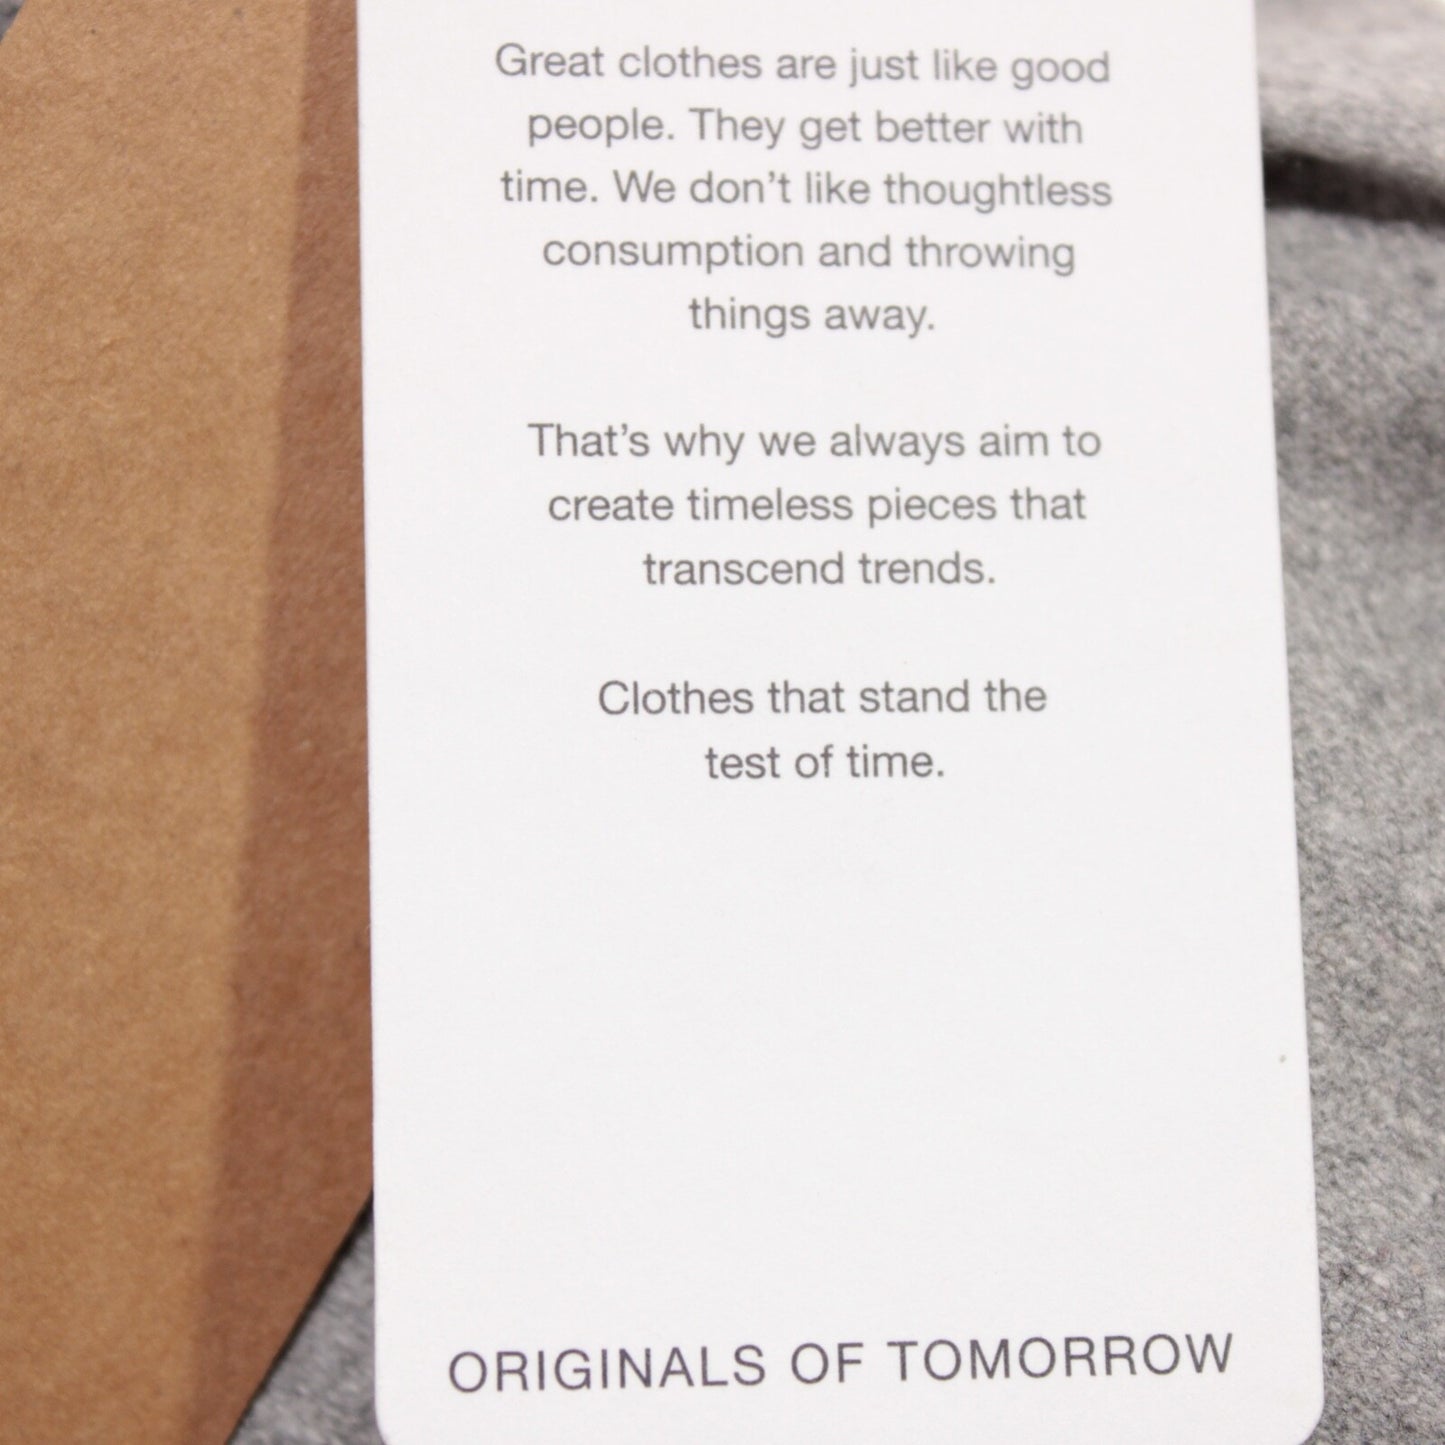 Great clothes are just like good
people. They get better with
time. We don’t like thoughtless
consumption and throwing
things away.
That’s why we always aim to
create timeless pieces that
transcend trends.
Clothes that stand the
test of time.
ORIGINALS OF TOMORROW